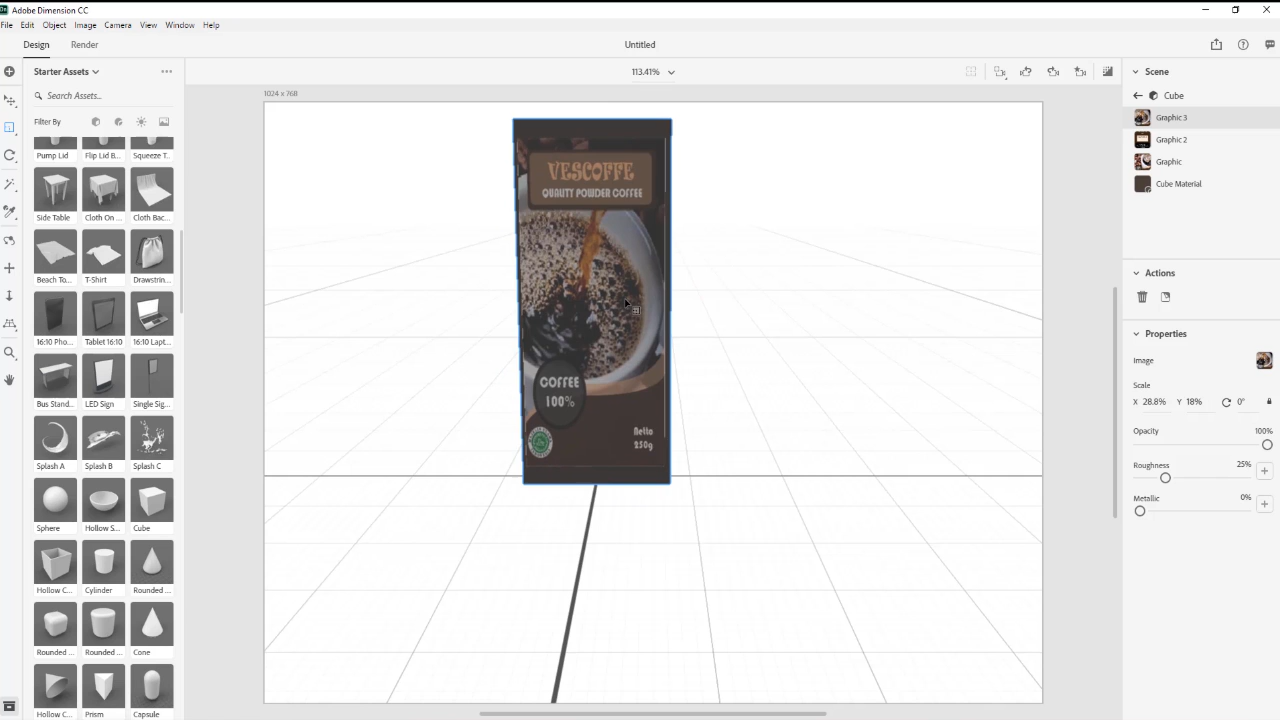 Adobe Dimension CC
File Edit Object Image Camera View Window Help
Design Render
Untitled
Starter Assets
113.41%
Search Assets..
Filter By
1024 x 768
Pump Lid Flip Lid B... Squeeze T..
Side Table Cloth On ... Cloth Bac...
Beach To... T-Shirt Drawstrin...
16:10 Pho... Tablet 16:10 16:10 Lapt...
Bus Stand... LED Sign Single Sig...
Splash A Splash B Splash C
Sphere Hollow S... Cube
Hollow C... Cylinder Rounded ...
Rounded ... Rounded ... Cone
Hollow C... Prism Capsule
VESCOFFE
QUALITY POWDER COFFEE
COFFEE
100%
Netto
250g
Scene
Cube
Graphic 3
Graphic 2
Graphic
Cube Material
Actions
Properties
Image
Scale
X 28.8% Y 18% 0°
Opacity 100%
Roughness 25%
Metallic 0%